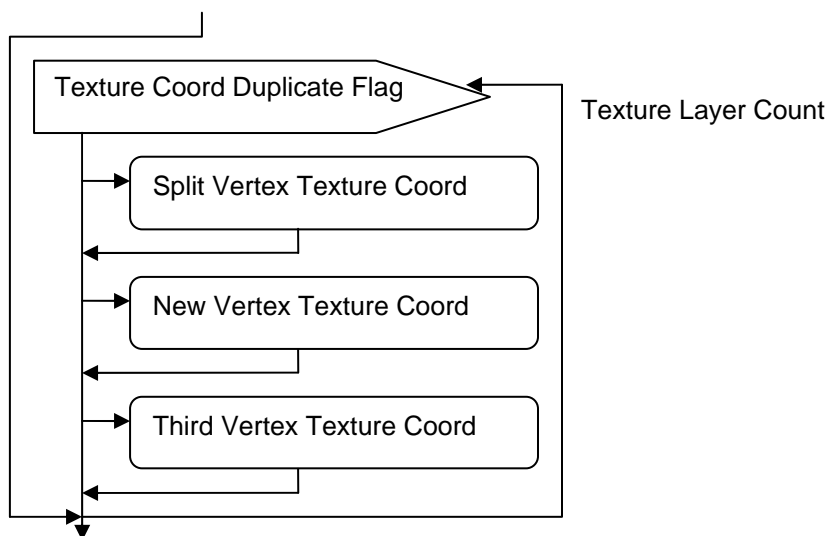 Texture Coord Duplicate Flag
Texture Layer Count
Split Vertex Texture Coord
New Vertex Texture Coord
Third Vertex Texture Coord